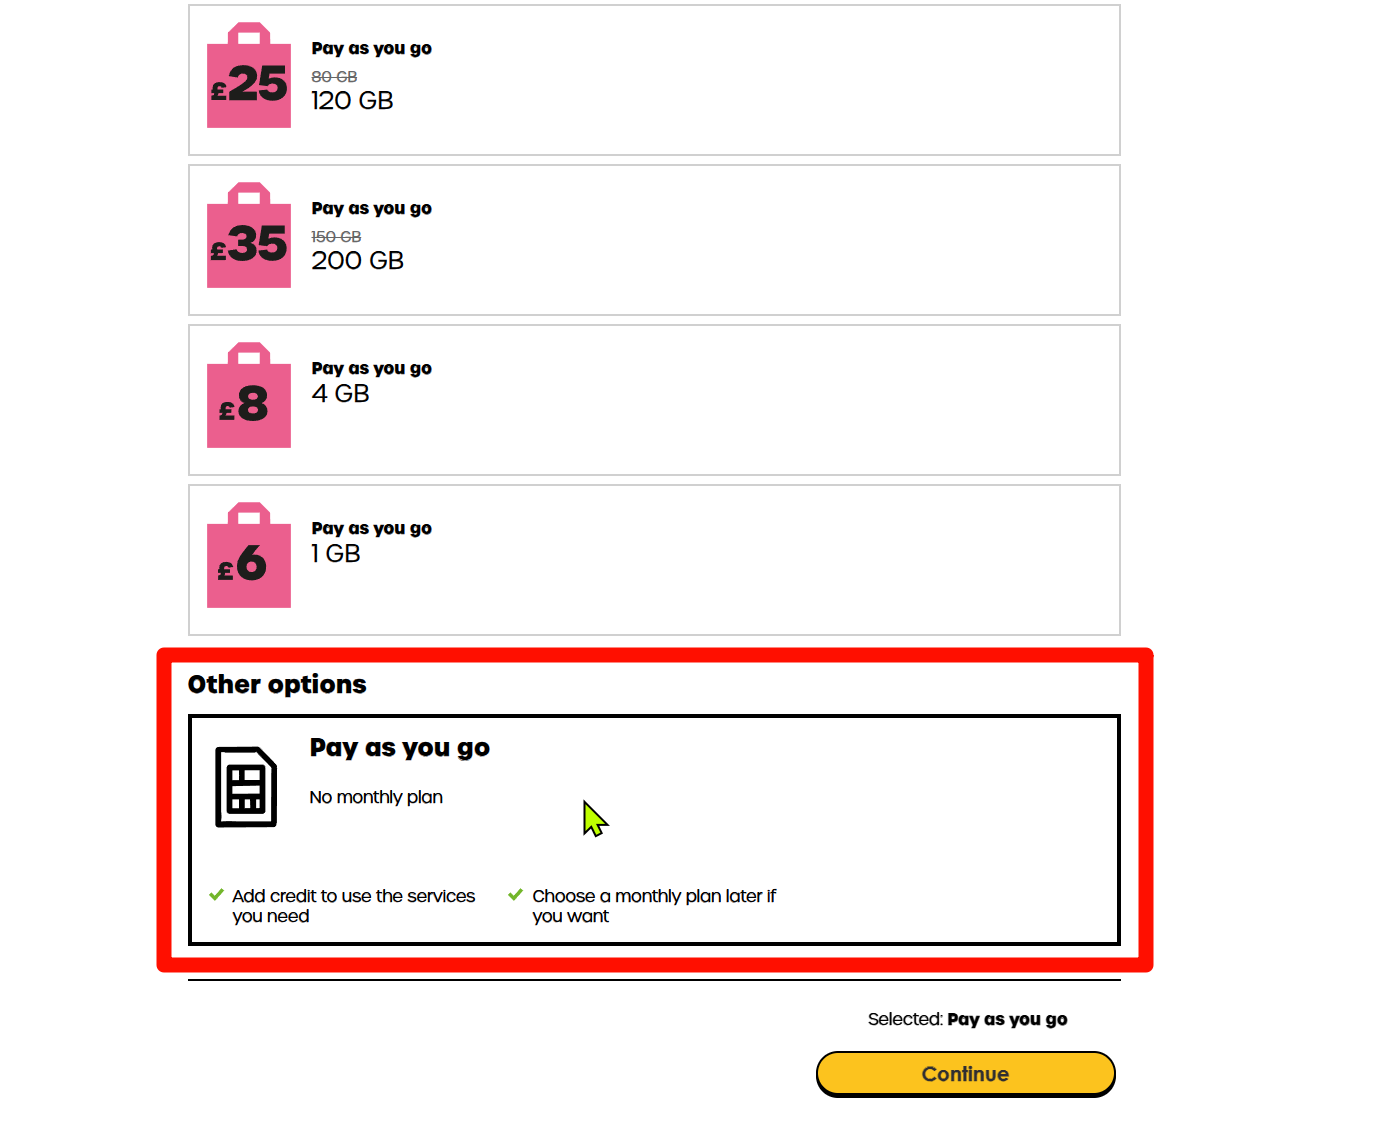 £25
Pay as you go
80 GB
120 GB
£35
Pay as you go
150 GB
200 GB
£8
Pay as you go
4 GB
£6
Pay as you go
1 GB
Other options
Pay as you go
No monthly plan
Add credit to use the services
you need
Choose a monthly plan later if
you want
Selected: Pay as you go
Continue